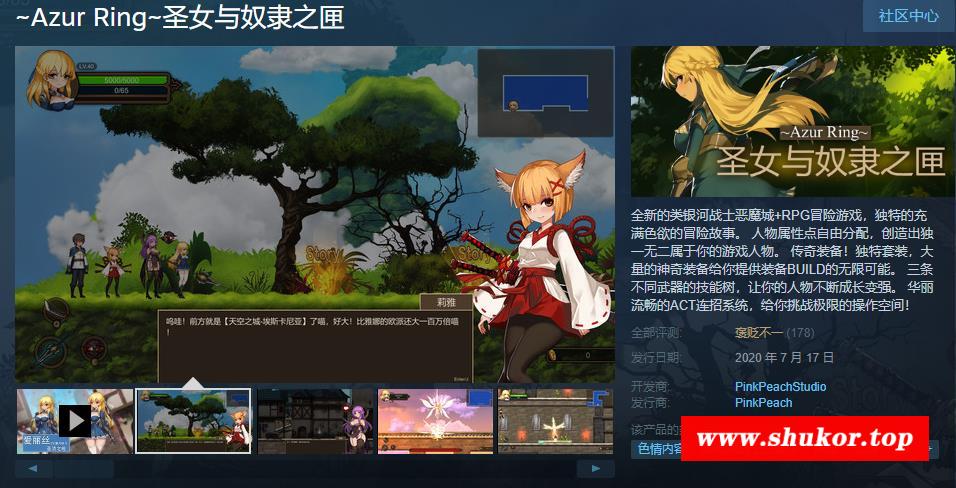 ~Azur Ring~圣女与奴隶之匣
社区中心
LV.40
5000/5000
0/65
Story
Story
莉雅
呜哇！前方就是【天空之城-埃斯卡尼亚】了喵，好大！比雅娜的欧派还大一百万倍喵
！
0
爱丽丝
~Azur Ring~
圣女与奴隶之匣
全新的类银河战士恶魔城+RPG冒险游戏，独特的充
满色欲的冒险故事。 人物属性点自由分配，创造出独
一无二属于你的游戏人物。 传奇装备！独特套装，大
量的神奇装备给你提供装备BUILD的无限可能。 三条
不同武器的技能树，让你的人物不断成长变强。 华丽
流畅的ACT连招系统，给你挑战极限的操作空间！
全部评测: 褒贬不一 (178)
发行日期: 2020 年 7 月 17 日
开发商: PinkPeachStudio
发行商: PinkPeach
该产品的
色情内
www.shukor.top
+